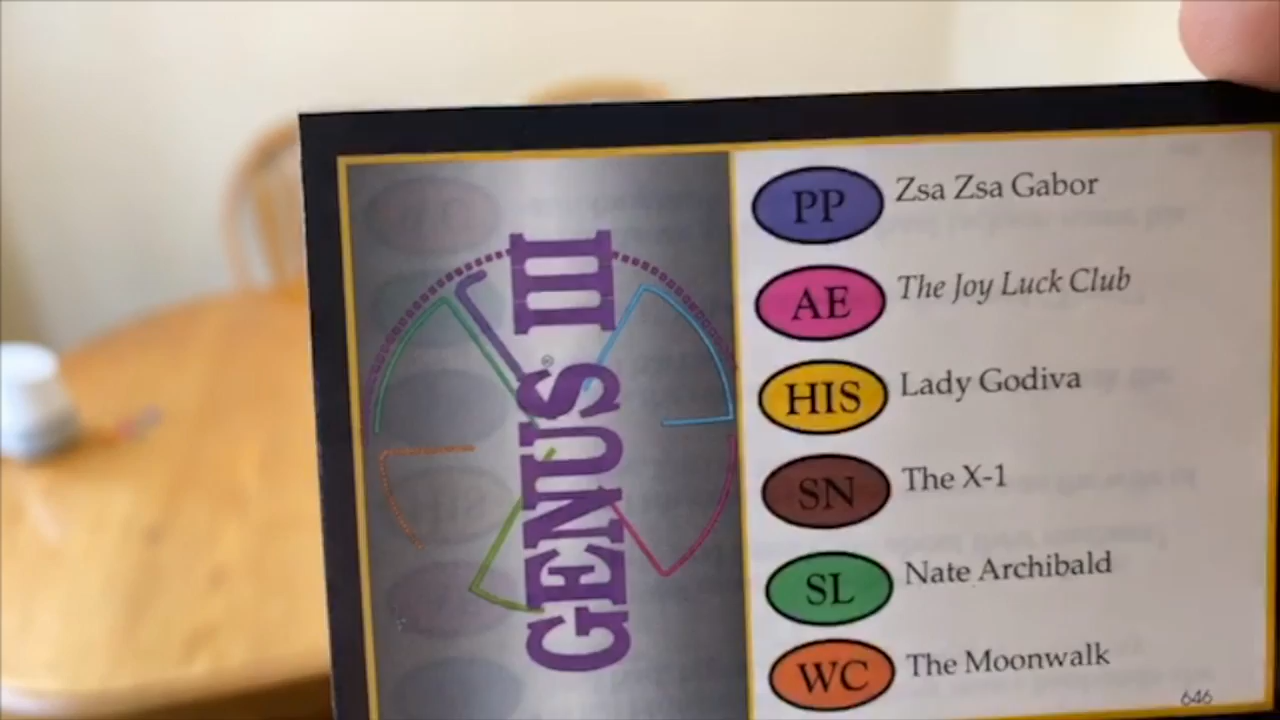 GENUS® III
PP Zsa Zsa Gabor
AE The Joy Luck Club
HIS Lady Godiva
SN The X-1
SL Nate Archibald
WC The Moonwalk
646